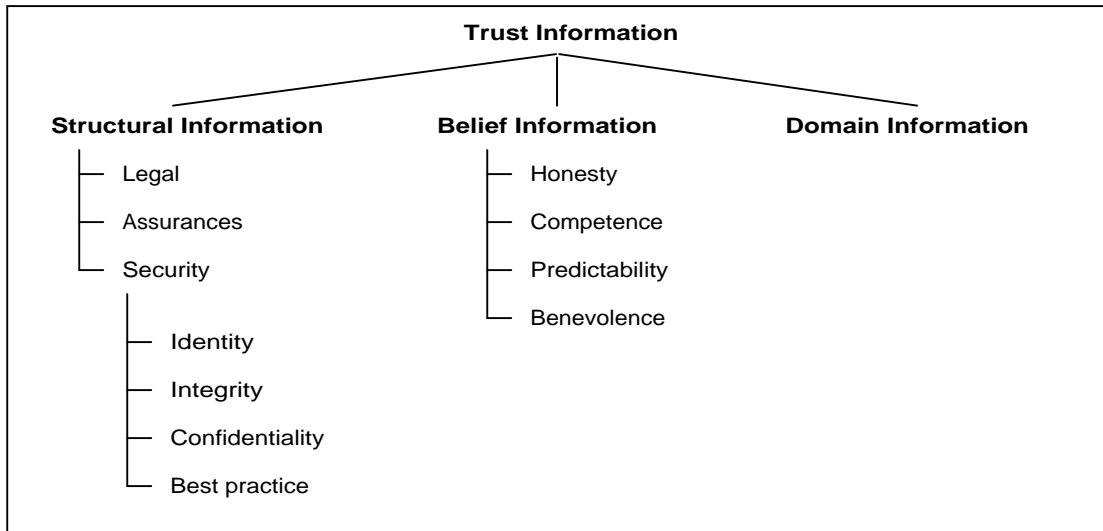 Trust Information
Structural Information
Legal
Assurances
Security
Identity
Integrity
Confidentiality
Best practice
Belief Information
Honesty
Competence
Predictability
Benevolence
Domain Information